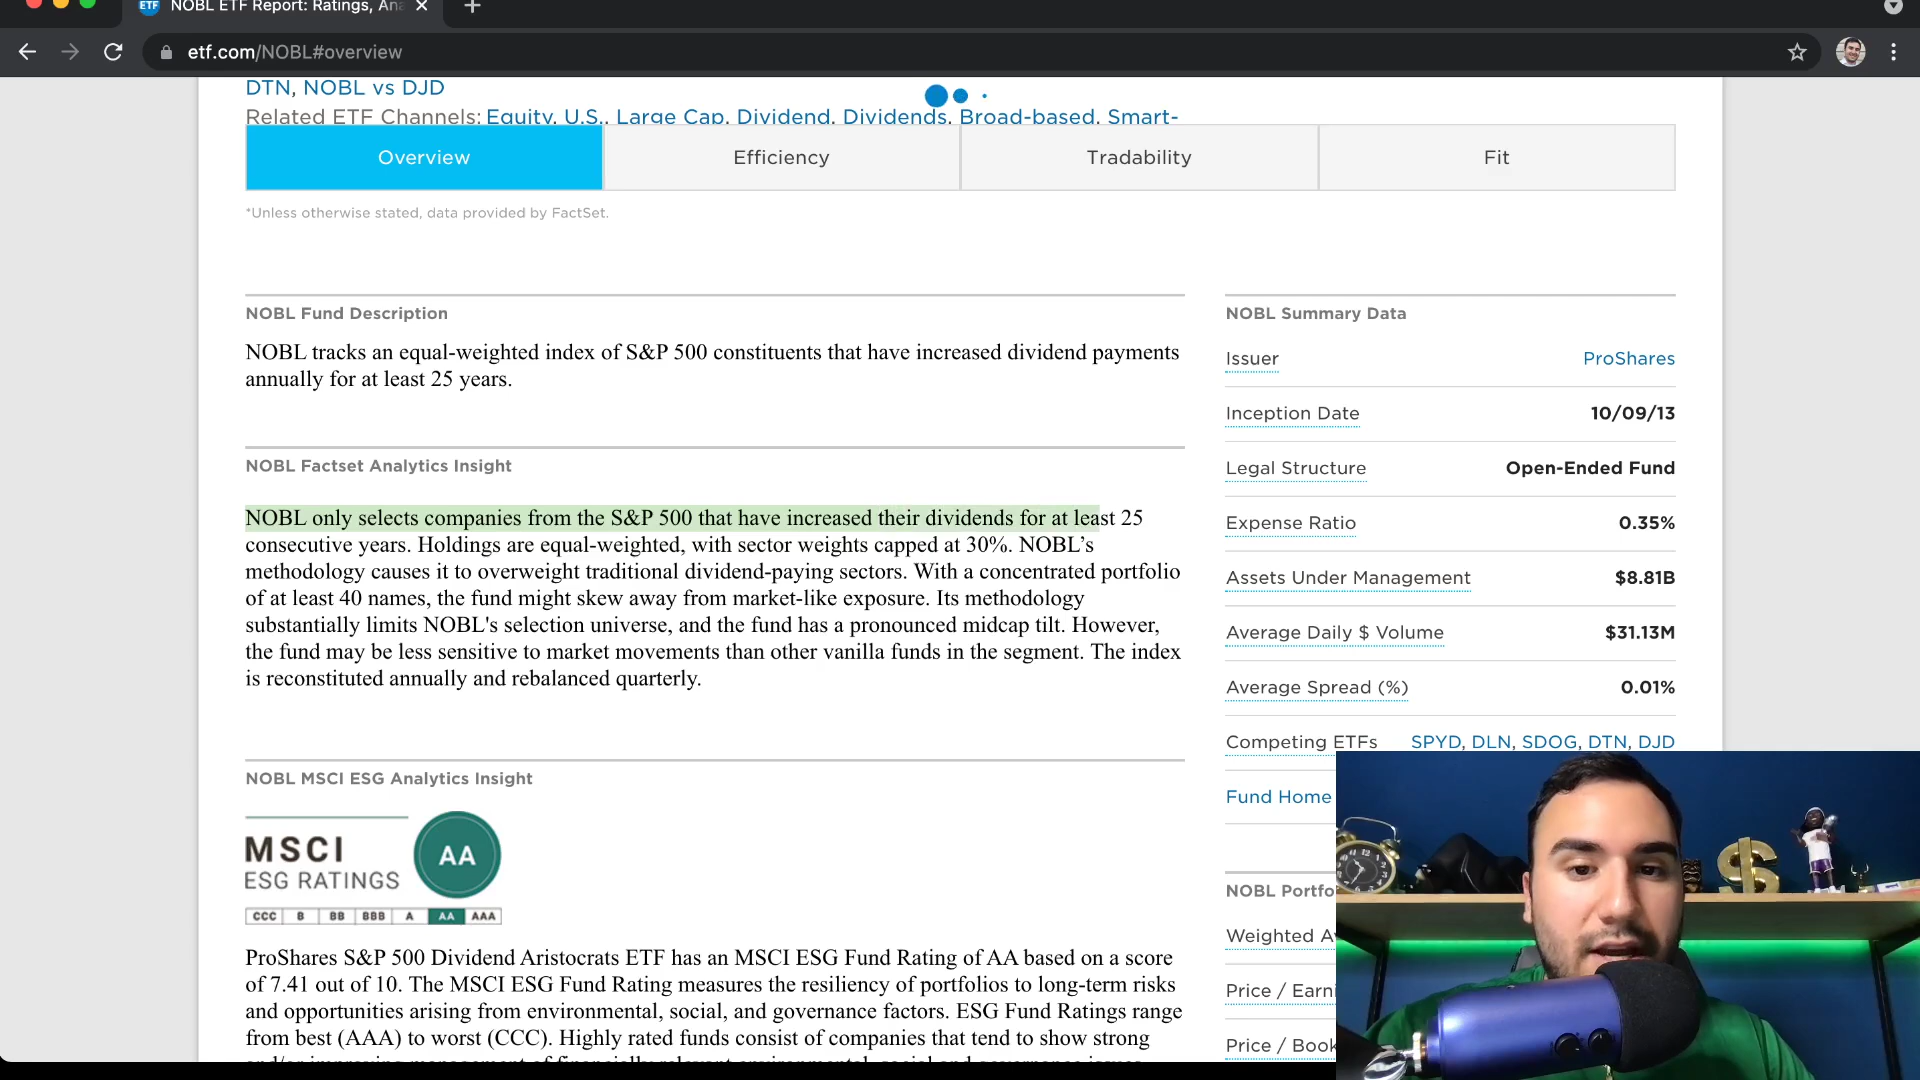 ETF NOBL ETF Report: Ratings, Ana
etf.com/NOBL#overview
DTN, NOBL vs DJD
Related ETF Channels: Equity, U.S., Large Cap, Dividend, Dividends, Broad-based, Smart-
Overview
Efficiency
Tradability
Fit
*Unless otherwise stated, data provided by FactSet.
NOBL Fund Description
NOBL tracks an equal-weighted index of S&P 500 constituents that have increased dividend payments
annually for at least 25 years.
NOBL Factset Analytics Insight
NOBL only selects companies from the S&P 500 that have increased their dividends for at least 25
consecutive years. Holdings are equal-weighted, with sector weights capped at 30%. NOBL’s
methodology causes it to overweight traditional dividend-paying sectors. With a concentrated portfolio
of at least 40 names, the fund might skew away from market-like exposure. Its methodology
substantially limits NOBL's selection universe, and the fund has a pronounced midcap tilt. However,
the fund may be less sensitive to market movements than other vanilla funds in the segment. The index
is reconstituted annually and rebalanced quarterly.
NOBL MSCI ESG Analytics Insight
MSCI
ESG RATINGS
AA
CCC B BB BBB A AA AAA
ProShares S&P 500 Dividend Aristocrats ETF has an MSCI ESG Fund Rating of AA based on a score
of 7.41 out of 10. The MSCI ESG Fund Rating measures the resiliency of portfolios to long-term risks
and opportunities arising from environmental, social, and governance factors. ESG Fund Ratings range
from best (AAA) to worst (CCC). Highly rated funds consist of companies that tend to show strong
NOBL Summary Data
Issuer ProShares
Inception Date 10/09/13
Legal Structure Open-Ended Fund
Expense Ratio 0.35%
Assets Under Management $8.81B
Average Daily $ Volume $31.13M
Average Spread (%) 0.01%
Competing ETFs SPYD, DLN, SDOG, DTN, DJD
Fund Home
NOBL Portfo
Weighted A
Price / Earni
Price / Book